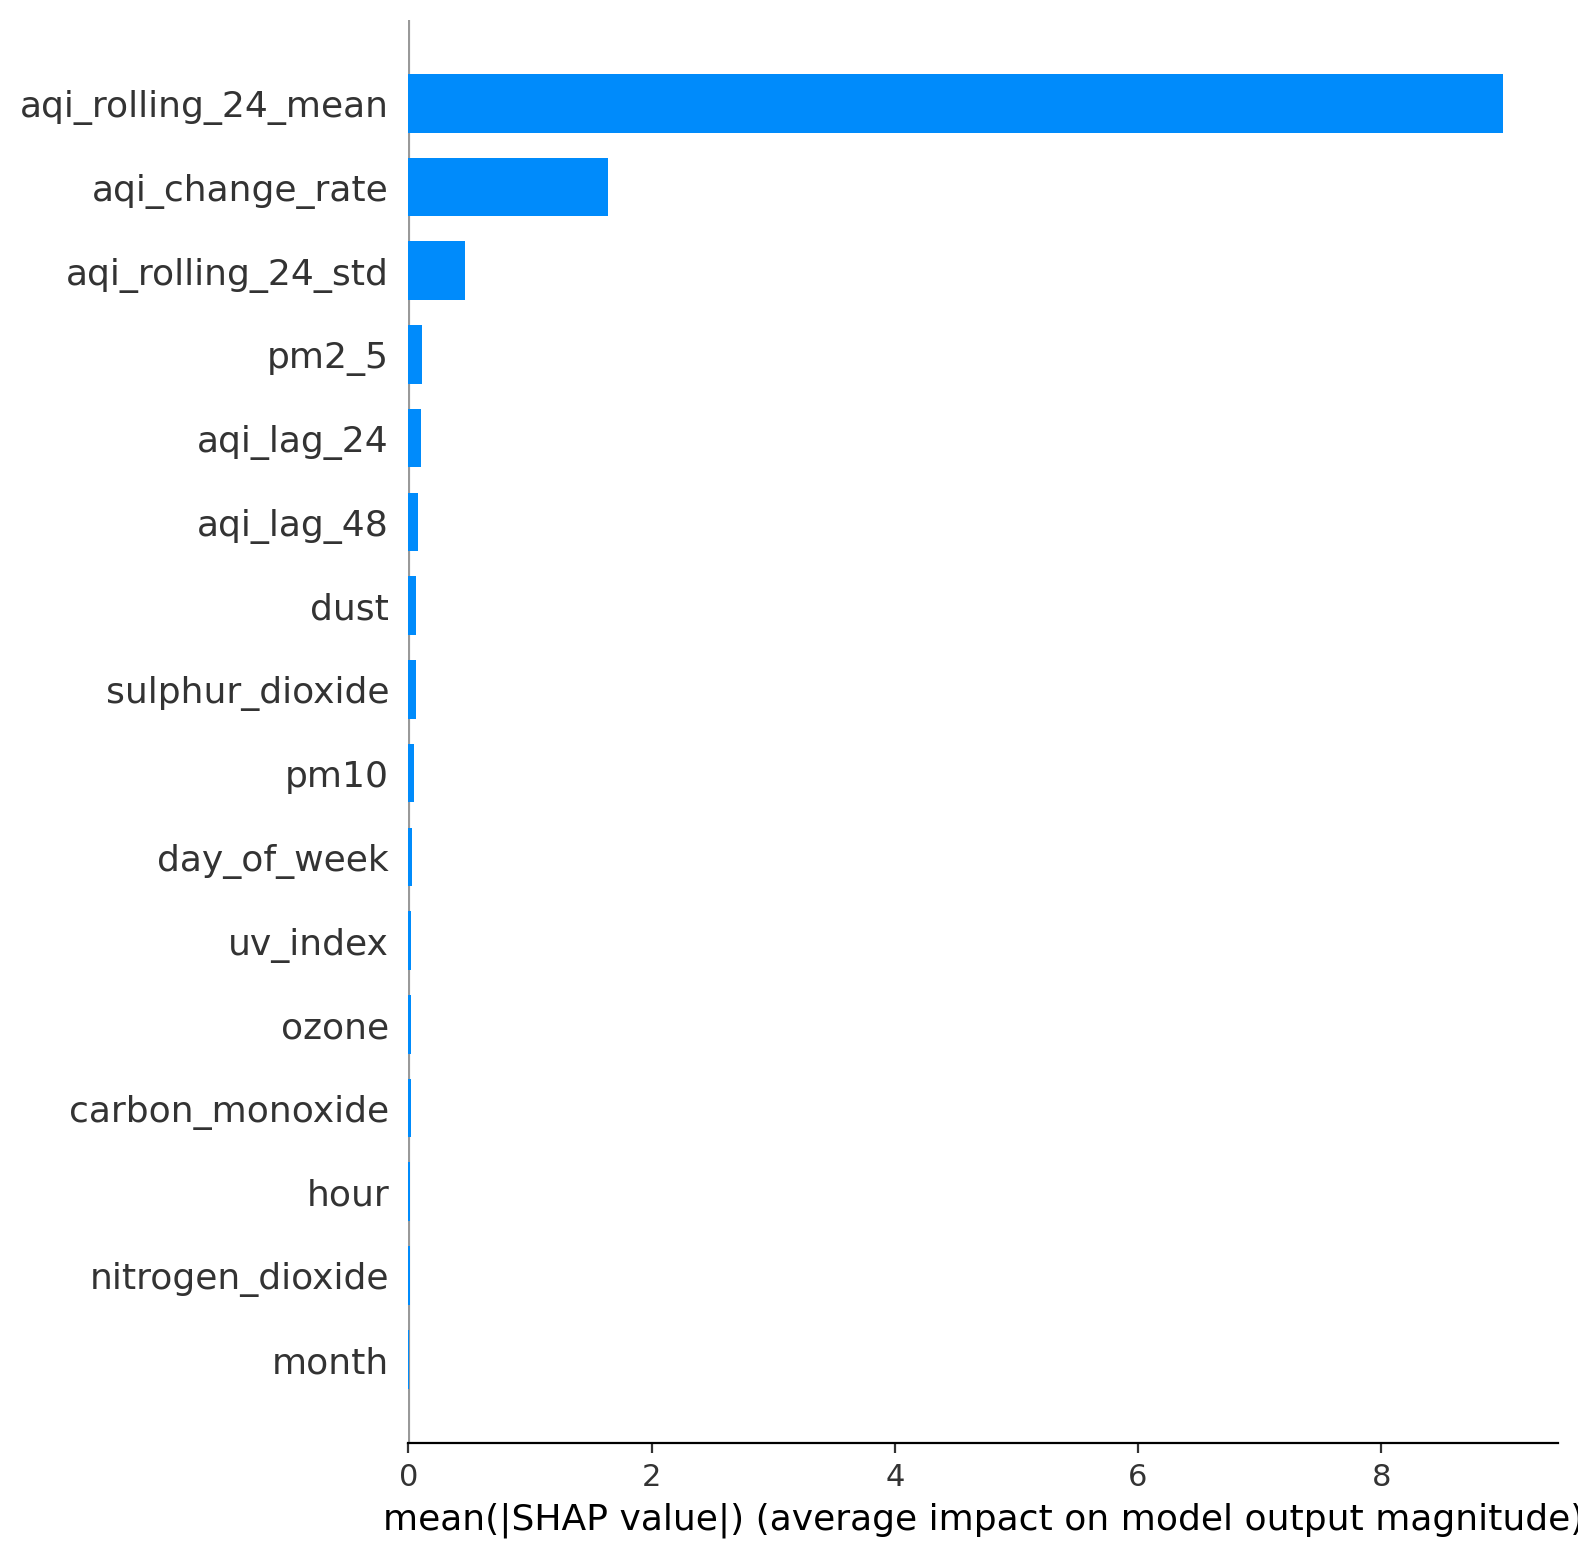 aqi_rolling_24_mean
aqi_change_rate
aqi_rolling_24_std
pm2_5
aqi_lag_24
aqi_lag_48
dust
sulphur_dioxide
pm10
day_of_week
uv_index
ozone
carbon_monoxide
hour
nitrogen_dioxide
month
0 2 4 6 8
mean(|SHAP value|) (average impact on model output magnitude)